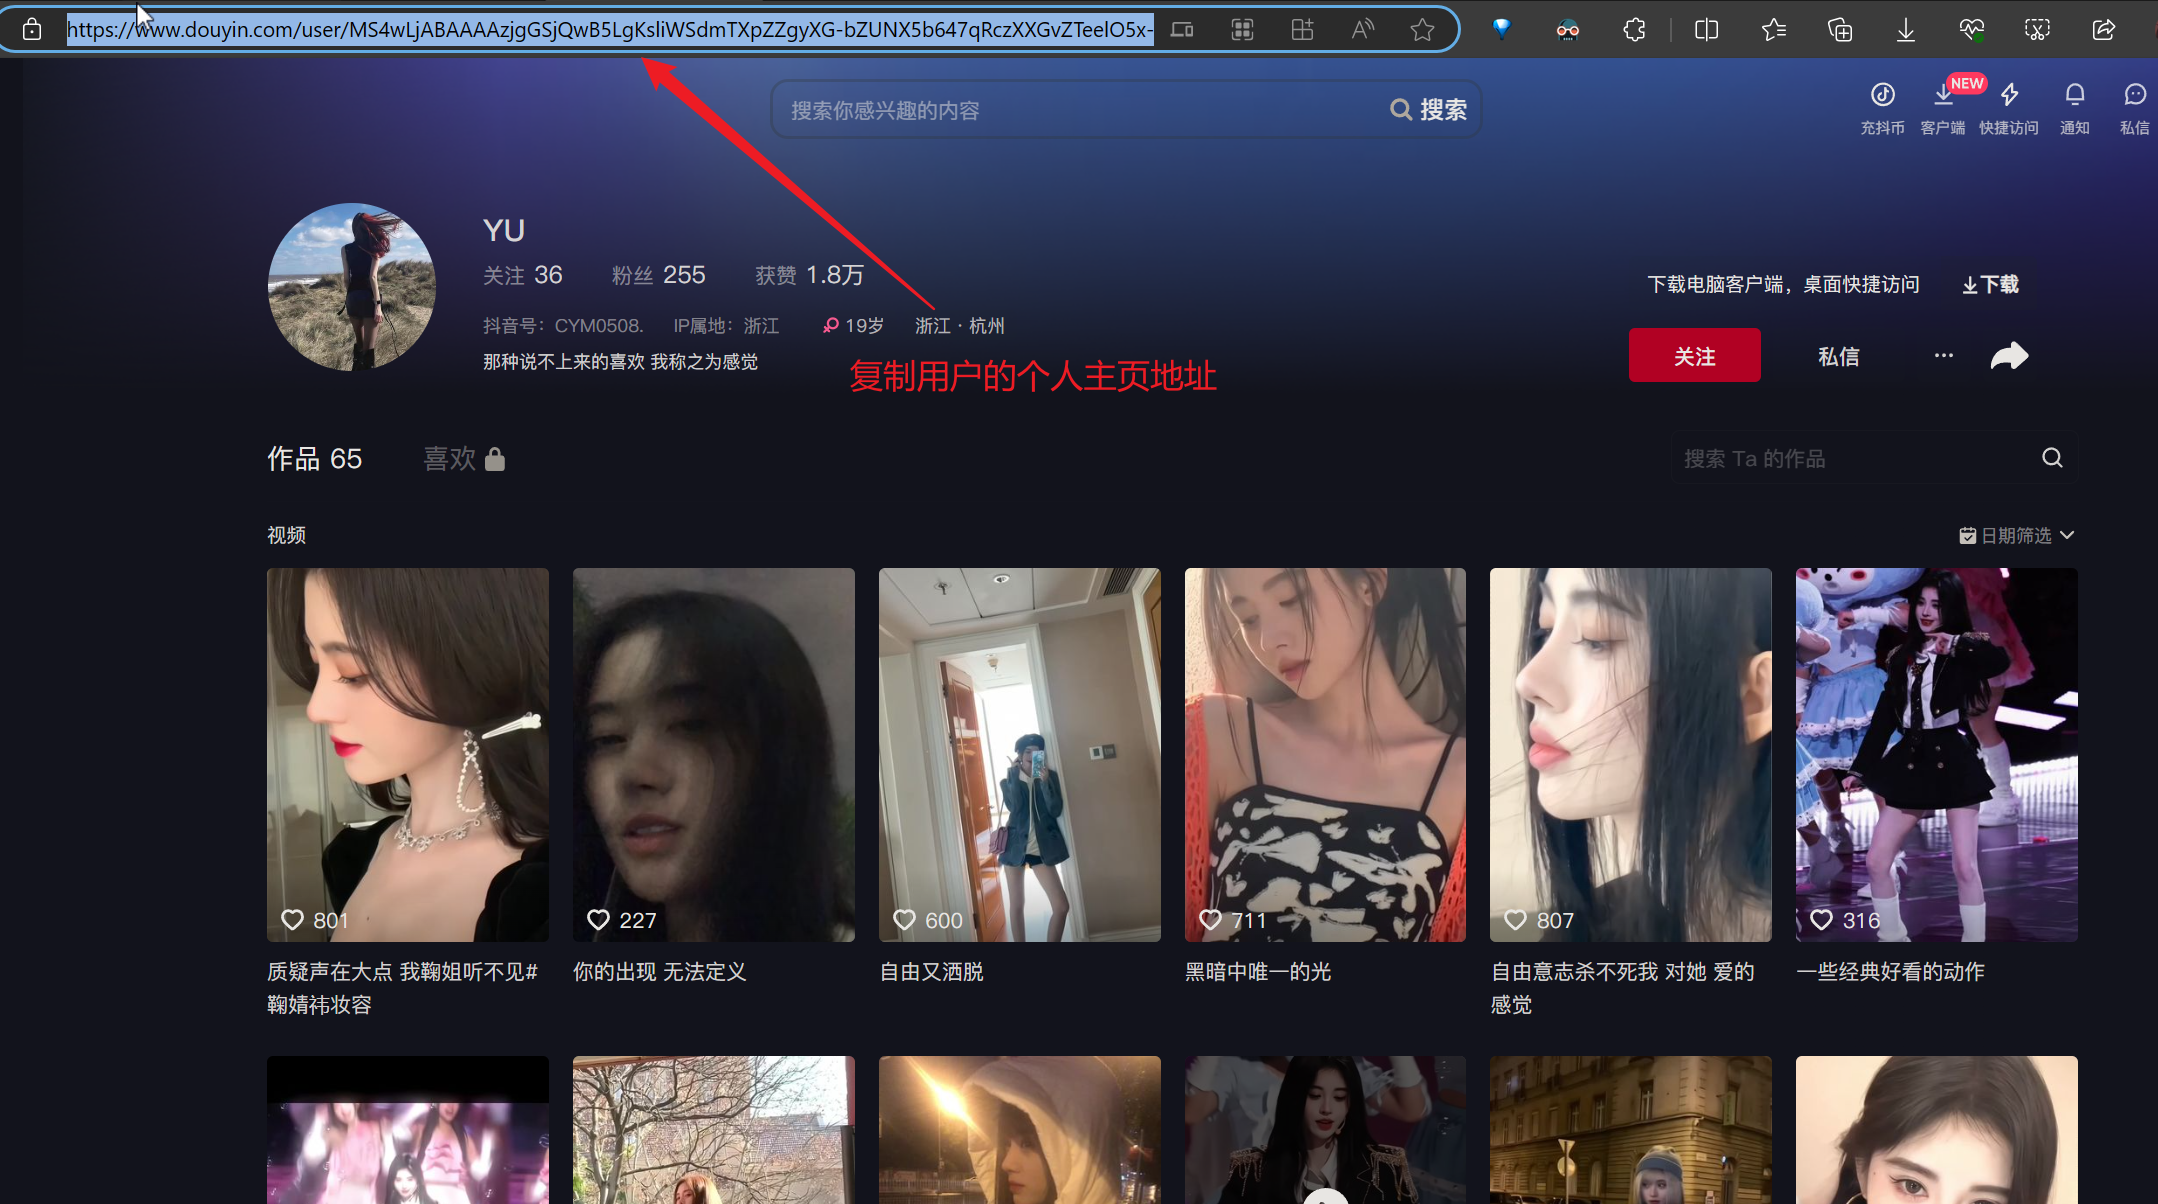 https://www.douyin.com/user/MS4wLjABAAAAzjgGSjQwB5LgKsliWSdmTXpZZgyXG-bZUNX5b647qRczXXGvZTeelO5x-
搜索你感兴趣的内容
搜索
NEW
充抖币
客户端
快捷访问
通知
私信
YU
关注 36 粉丝 255 获赞 1.8万
下载电脑客户端，桌面快捷访问 下载
抖音号：CYM0508. IP属地：浙江 19岁 浙江 · 杭州
那种说不上来的喜欢 我称之为感觉
关注
私信
复制用户的个人主页地址
作品 65
喜欢
搜索 Ta 的作品
视频
日期筛选
801
227
600
711
807
316
质疑声在大点 我鞠姐听不见#
鞠婧祎妆容
你的出现 无法定义
自由又洒脱
黑暗中唯一的光
自由意志杀不死我 对她 爱的
感觉
一些经典好看的动作